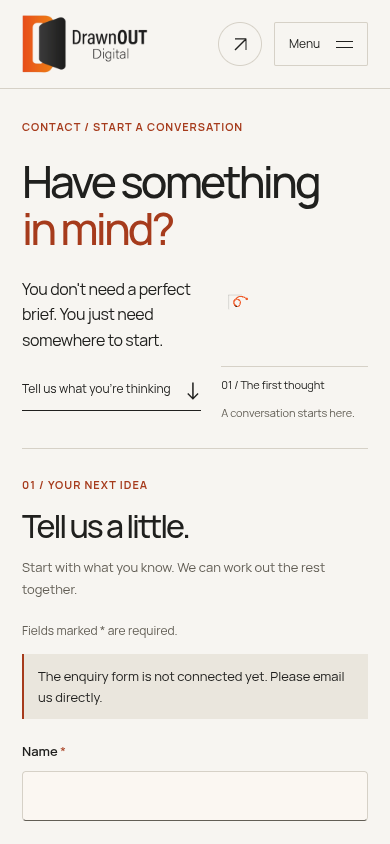 DrawnOUT
Digital
Menu
CONTACT / START A CONVERSATION
Have something
in mind?
You don't need a perfect
brief. You just need
somewhere to start.
Tell us what you're thinking
01 / The first thought
A conversation starts here.
01 / YOUR NEXT IDEA
Tell us a little.
Start with what you know. We can work out the rest
together.
Fields marked * are required.
The enquiry form is not connected yet. Please email
us directly.
Name *